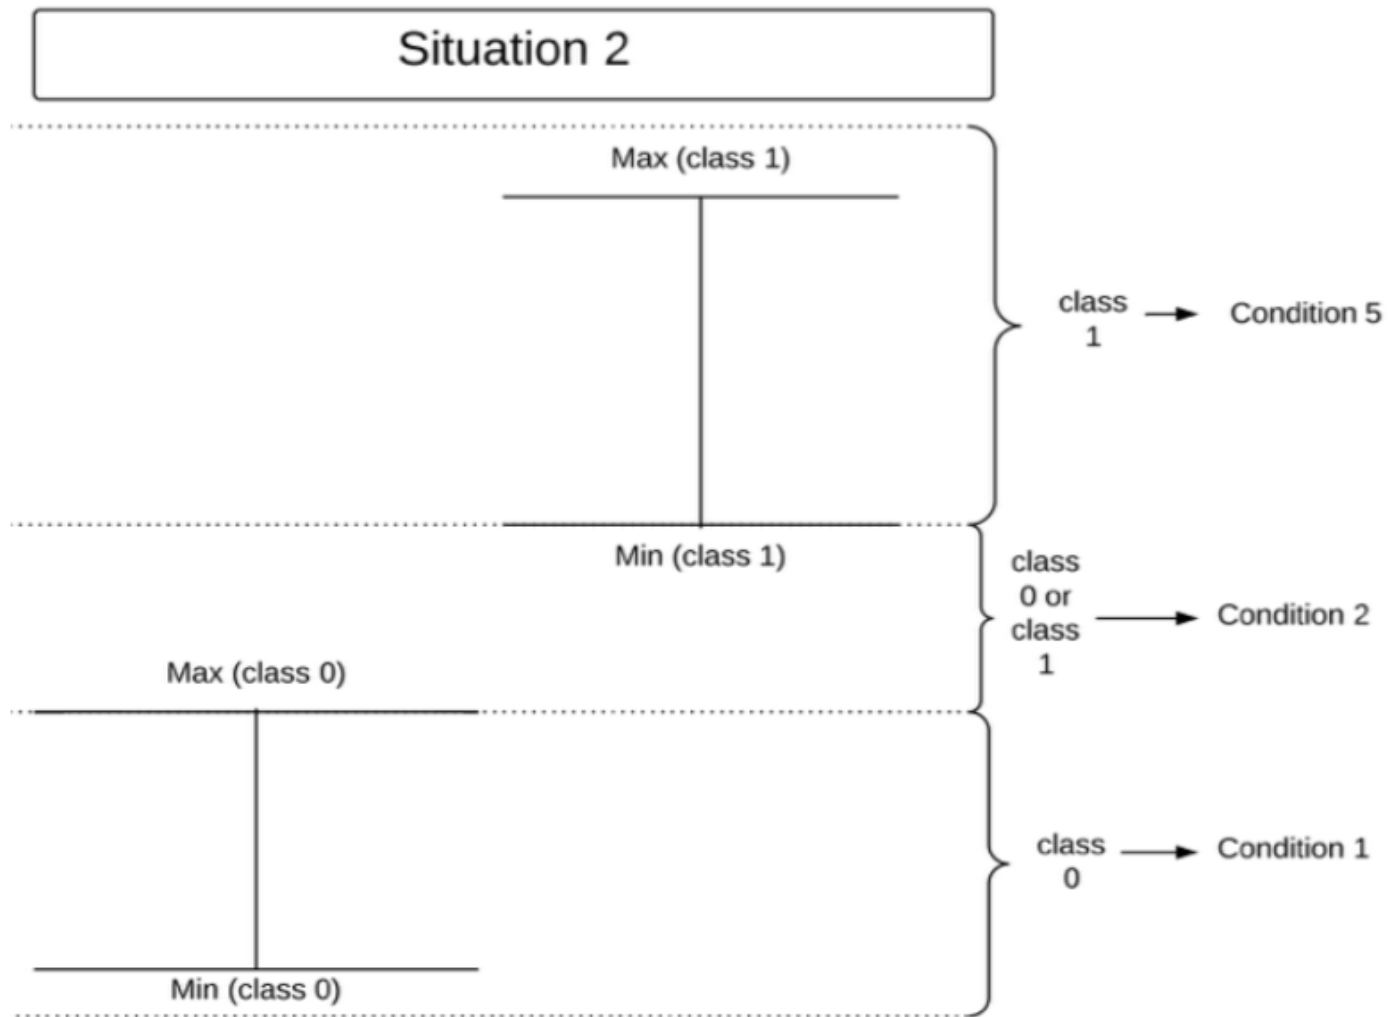 Situation 2
Max (class 1)
class
1
Condition 5
Min (class 1)
class
0 or
class
1
Condition 2
Max (class 0)
class
0
Condition 1
Min (class 0)